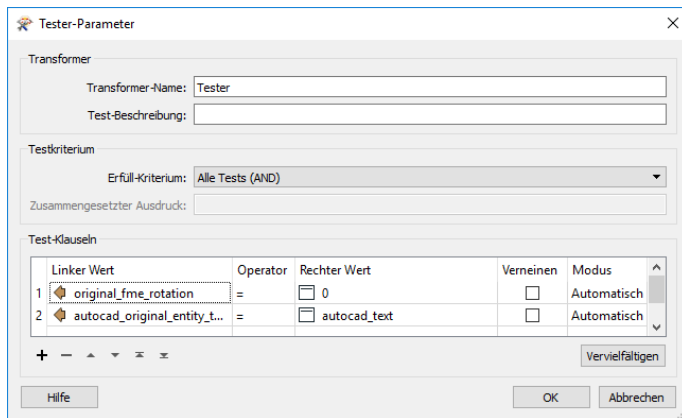 Tester-Parameter
Transformer
Transformer-Name: Tester
Test-Beschreibung:
Testkriterium
Erfüll-Kriterium: Alle Tests (AND)
Zusammengesetzter Ausdruck:
Test-Klauseln
Linker Wert Operator Rechter Wert Verneinen Modus
1 original_fme_rotation = 0 Automatisch
2 autocad_original_entity_t... = autocad_text Automatisch
Vervielfältigen
Hilfe OK Abbrechen